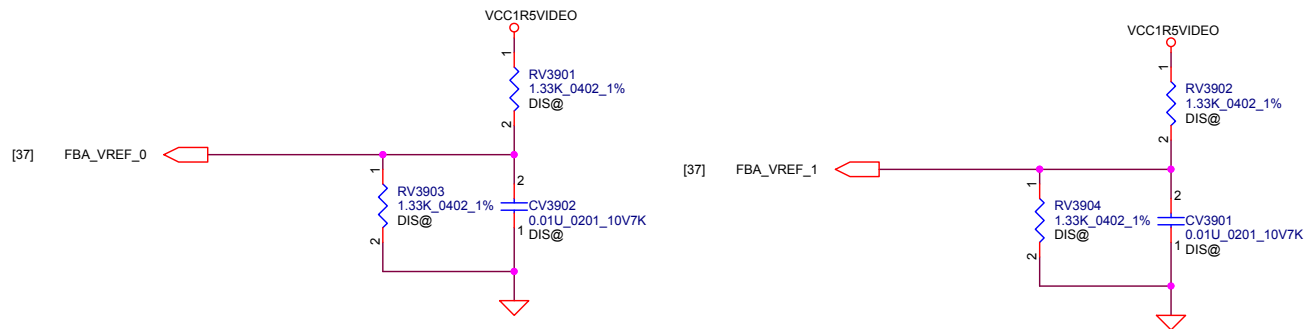 VCC1R5VIDEO
1
RV3901
1.33K_0402_1%
DIS@
2
[37] FBA_VREF_0
1
RV3903
1.33K_0402_1%
DIS@
2
2
CV3902
0.01U_0201_10V7K
DIS@
1
VCC1R5VIDEO
1
RV3902
1.33K_0402_1%
DIS@
2
[37] FBA_VREF_1
1
RV3904
1.33K_0402_1%
DIS@
2
2
CV3901
0.01U_0201_10V7K
DIS@
1